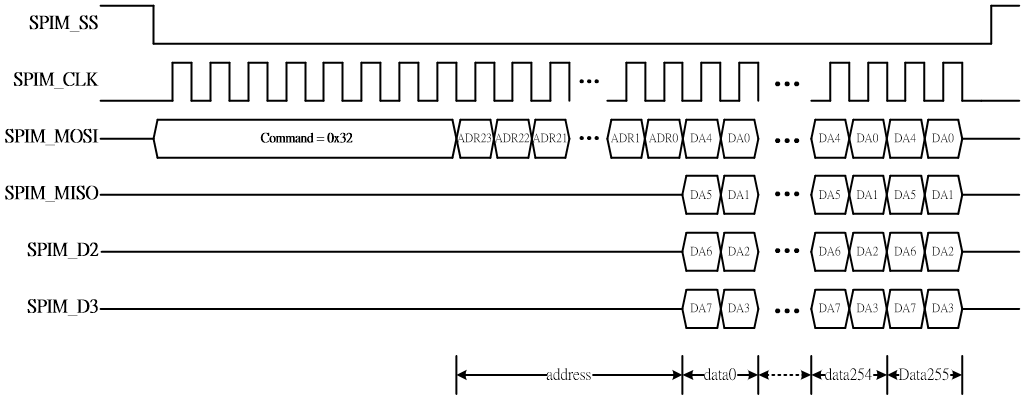 SPIM_SS
SPIM_CLK ... ...
SPIM_MOSI Command = 0x32 ADR23 ADR22 ADR21 ... ADR1 ADR0 DA4 DA0 ... DA4 DA0 DA4 DA0
SPIM_MISO DA5 DA1 ... DA5 DA1 DA5 DA1
SPIM_D2 DA6 DA2 ... DA6 DA2 DA6 DA2
SPIM_D3 DA7 DA3 ... DA7 DA3 DA7 DA3
address data0 data254 Data255